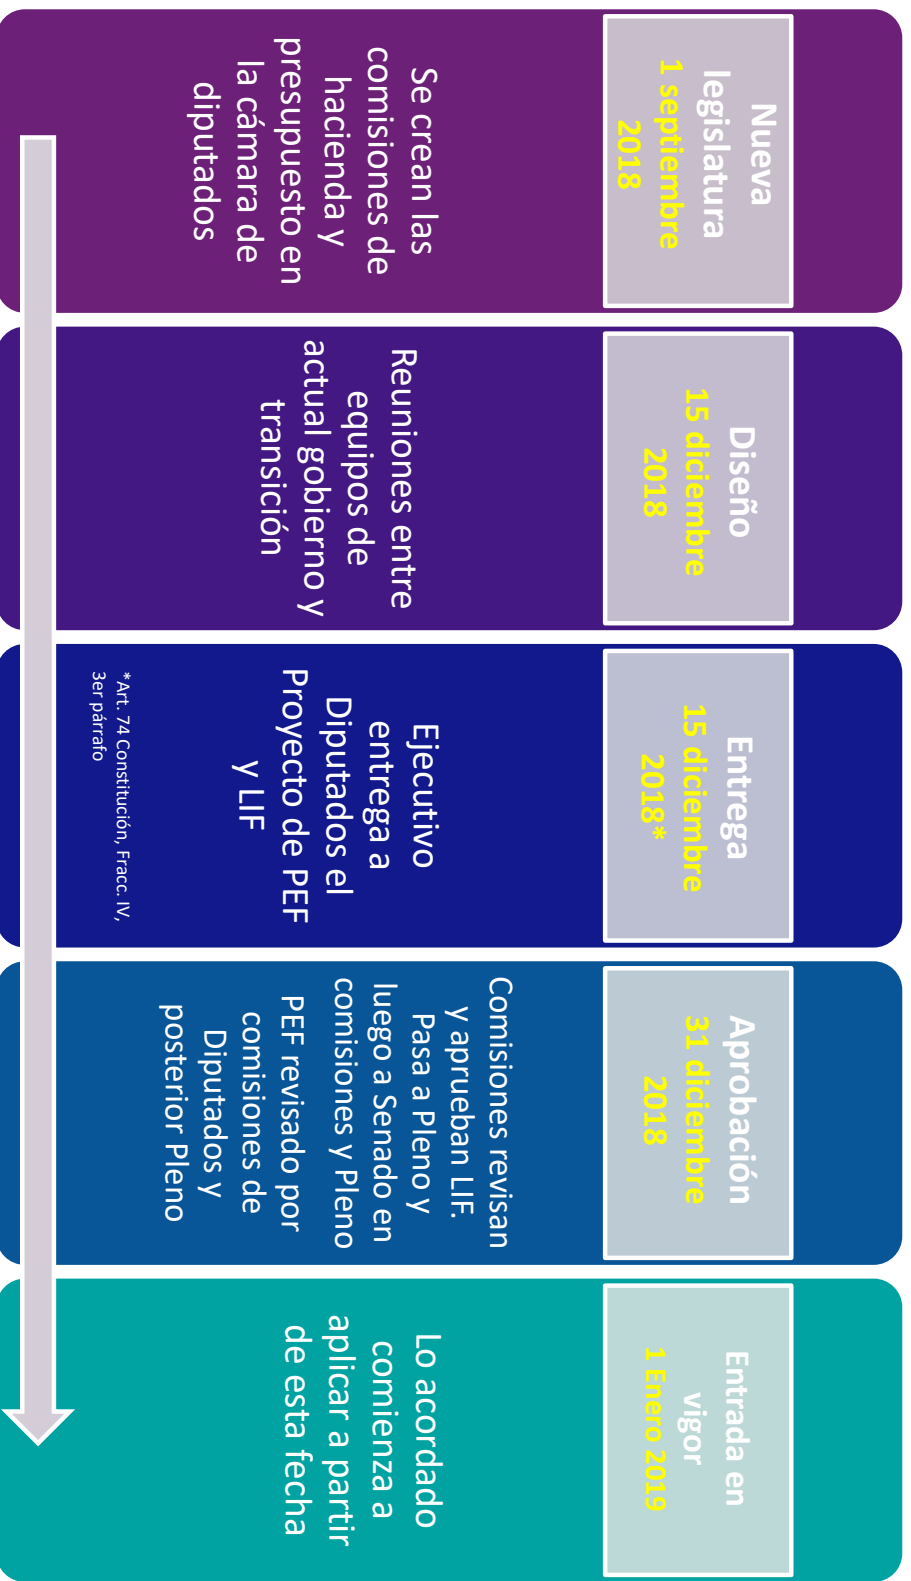 Nueva
legislatura
1 septiembre
2018
Se crean las
comisiones de
hacienda y
presupuesto en
la cámara de
diputados
Diseño
15 diciembre
2018
Reuniones entre
equipos de
actual gobierno y
transición
Entrega
15 diciembre
2018*
Ejecutivo
entrega a
Diputados el
Proyecto de PEF
y LIF
*Art. 74 Constitución, Fracc. IV,
3er párrafo
Aprobación
31 diciembre
2018
Comisiones revisan
y aprueban LIF.
Pasa a Pleno y
luego a Senado en
comisiones y Pleno
PEF revisado por
comisiones de
Diputados y
posterior Pleno
Entrada en
vigor
1 Enero 2019
Lo acordado
comienza a
aplicar a partir
de esta fecha